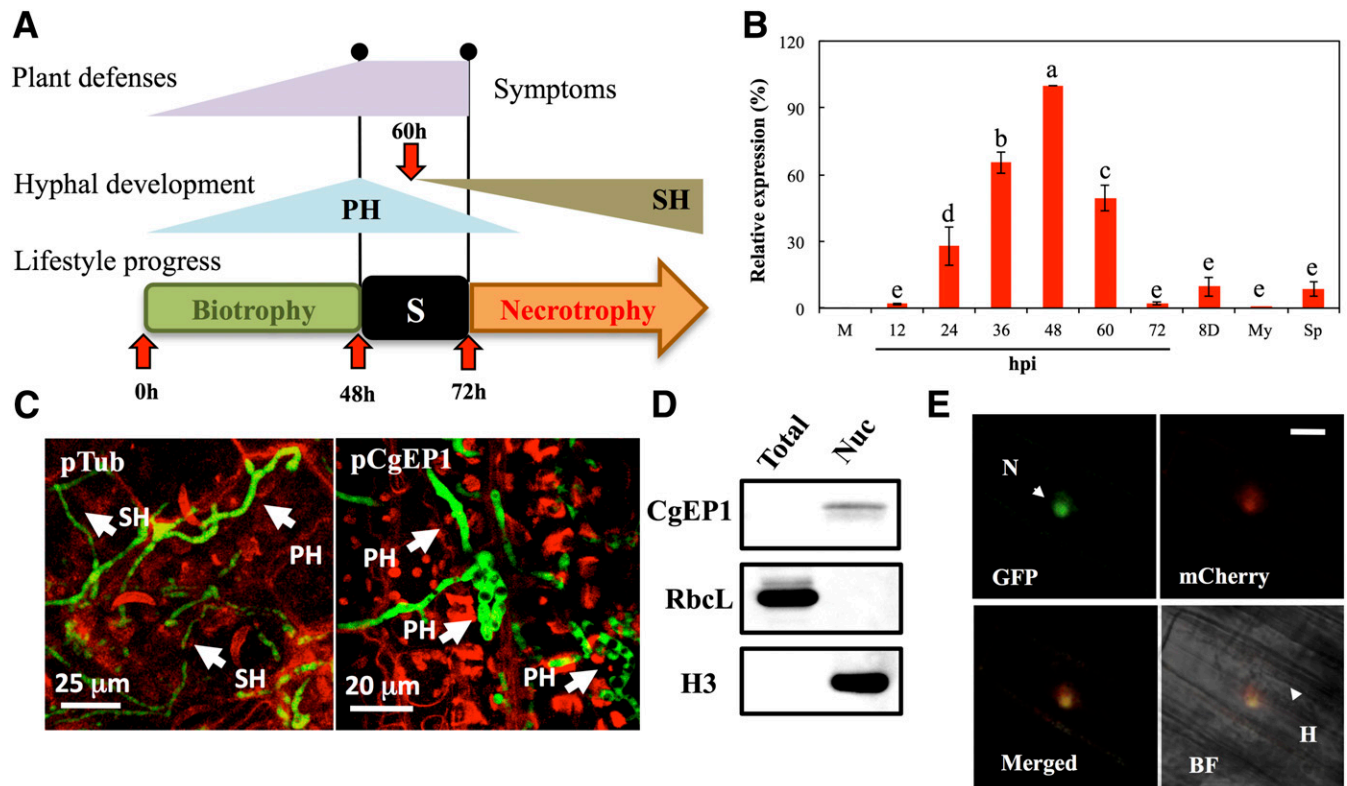 A
Plant defenses
Symptoms
60h
Hyphal development
PH
SH
Lifestyle progress
Biotrophy
S
Necrotrophy
0h
48h
72h
B
Relative expression (%)
120
90
60
30
0
e
d
b
a
c
e
e
e
e
M 12 24 36 48 60 72 8D My Sp
hpi
C
pTub
SH
PH
SH
25 μm
pCgEP1
PH
PH
PH
20 μm
D
Total Nuc
CgEP1
RbcL
H3
E
N
GFP
mCherry
Merged
H
BF